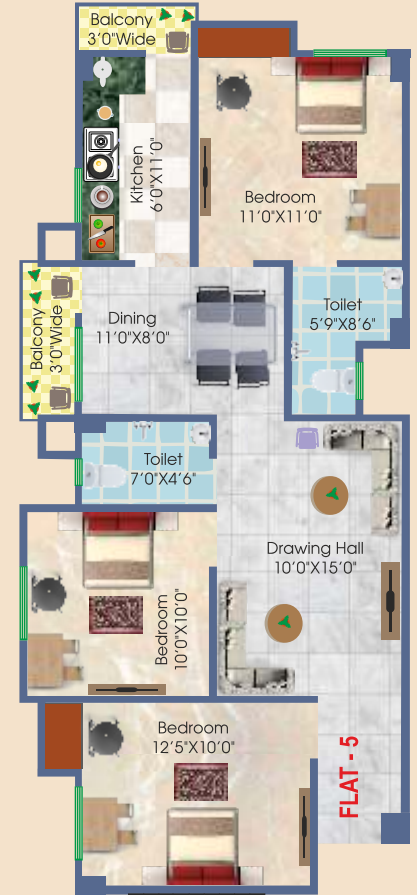 Balcony
3'0"Wide
Kitchen
6'0"X11'0"
Bedroom
11'0"X11'0"
Toilet
5'9"X8'6"
Balcony
3'0"Wide
Dining
11'0"X8'0"
Toilet
7'0"X4'6"
Drawing Hall
10'0"X15'0"
Bedroom
10'0"X10'0"
Bedroom
12'5"X10'0"
FLAT - 5